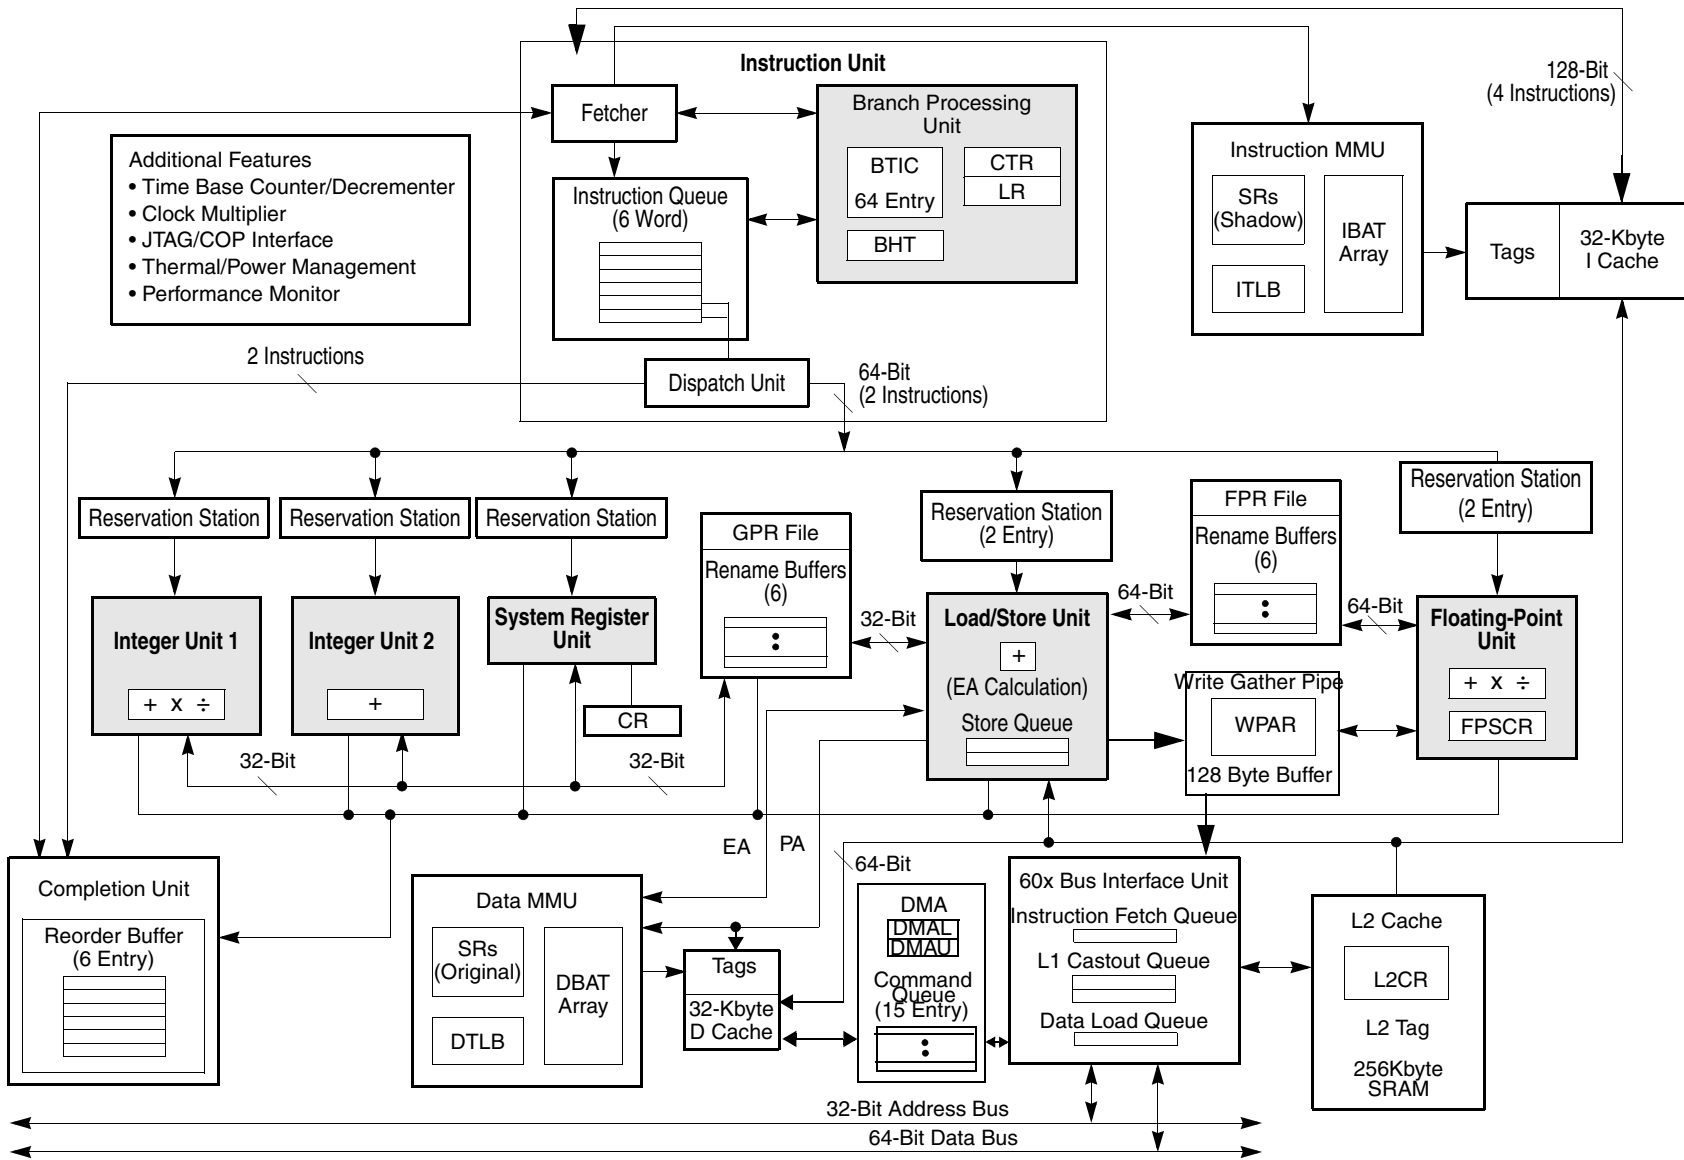 Instruction Unit
128-Bit
(4 Instructions)
Fetcher
Branch Processing
Unit
BTIC
64 Entry
CTR
LR
BHT
Additional Features
• Time Base Counter/Decrementer
• Clock Multiplier
• JTAG/COP Interface
• Thermal/Power Management
• Performance Monitor
Instruction Queue
(6 Word)
Instruction MMU
SRs
(Shadow)
ITLB
IBAT
Array
Tags
32-Kbyte
I Cache
2 Instructions
Dispatch Unit
64-Bit
(2 Instructions)
Reservation Station
Reservation Station
Reservation Station
Reservation Station
(2 Entry)
Reservation Station
(2 Entry)
GPR File
Rename Buffers
(6)
FPR File
Rename Buffers
(6)
Integer Unit 1
+ x ÷
Integer Unit 2
+
System Register
Unit
CR
32-Bit
32-Bit
32-Bit
Load/Store Unit
+
(EA Calculation)
Store Queue
64-Bit
64-Bit
Floating-Point
Unit
+ x ÷
FPSCR
Write Gather Pipe
WPAR
128 Byte Buffer
EA
PA
64-Bit
Completion Unit
Reorder Buffer
(6 Entry)
Data MMU
SRs
(Original)
DTLB
DBAT
Array
Tags
32-Kbyte
D Cache
DMA
DMAL
DMAU
Command
Queue
(15 Entry)
60x Bus Interface Unit
Instruction Fetch Queue
L1 Castout Queue
Data Load Queue
L2 Cache
L2CR
L2 Tag
256Kbyte
SRAM
32-Bit Address Bus
64-Bit Data Bus